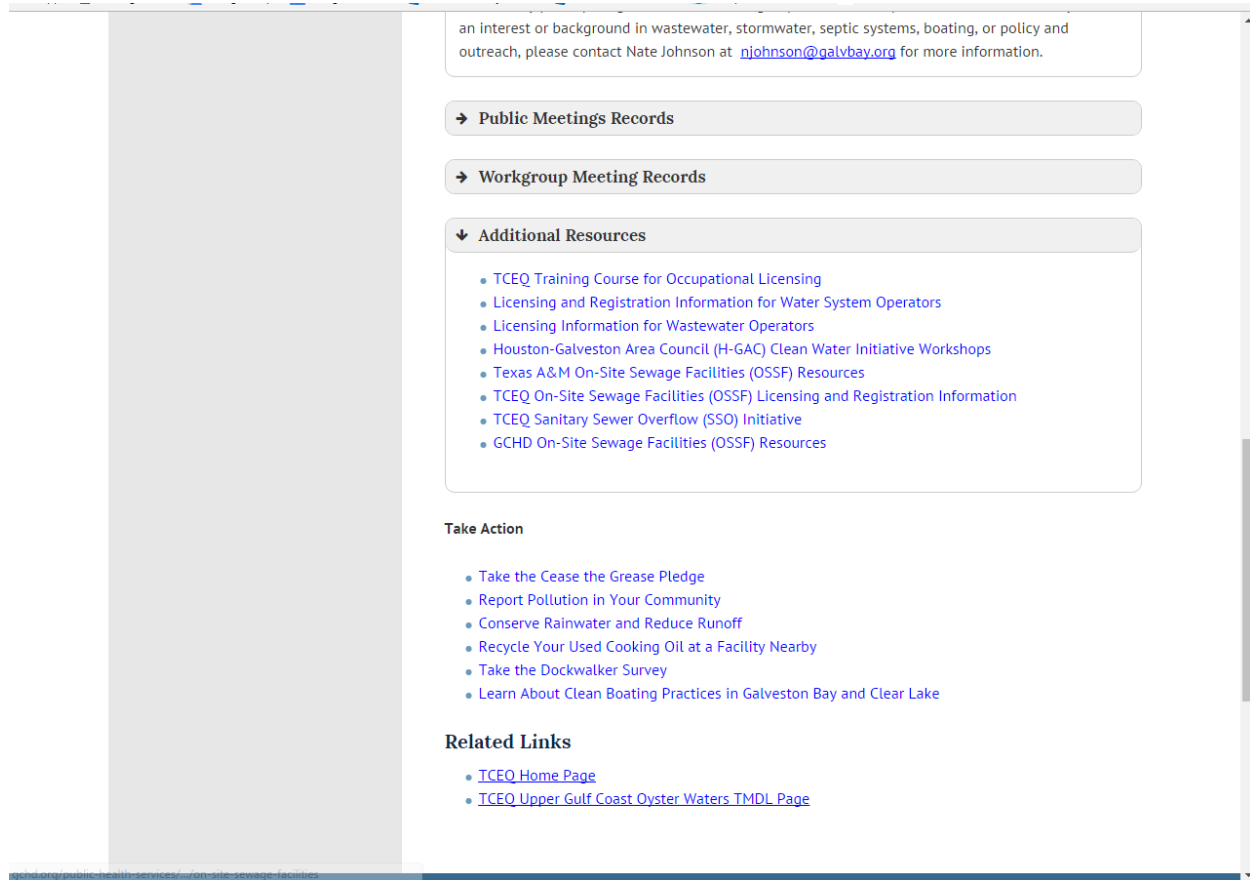 an interest or background in wastewater, stormwater, septic systems, boating, or policy and
outreach, please contact Nate Johnson at njohnson@galvbay.org for more information.
Public Meetings Records
Workgroup Meeting Records
Additional Resources
TCEQ Training Course for Occupational Licensing
Licensing and Registration Information for Water System Operators
Licensing Information for Wastewater Operators
Houston-Galveston Area Council (H-GAC) Clean Water Initiative Workshops
Texas A&M On-Site Sewage Facilities (OSSF) Resources
TCEQ On-Site Sewage Facilities (OSSF) Licensing and Registration Information
TCEQ Sanitary Sewer Overflow (SSO) Initiative
GCHD On-Site Sewage Facilities (OSSF) Resources
Take Action
Take the Cease the Grease Pledge
Report Pollution in Your Community
Conserve Rainwater and Reduce Runoff
Recycle Your Used Cooking Oil at a Facility Nearby
Take the Dockwalker Survey
Learn About Clean Boating Practices in Galveston Bay and Clear Lake
Related Links
TCEQ Home Page
TCEQ Upper Gulf Coast Oyster Waters TMDL Page
gchd.org/public-health-services/.../on-site-sewage-facilities